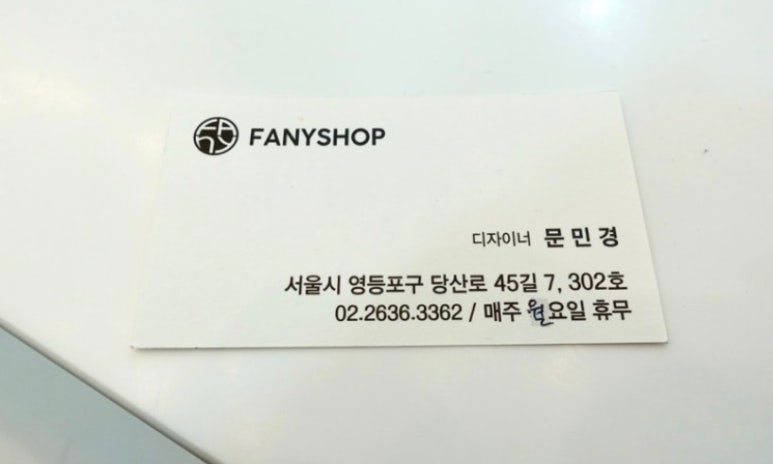 FANYSHOP
디자이너 문 민 경
서울시 영등포구 당산로 45길 7, 302호
02.2636.3362 / 매주 월요일 휴무